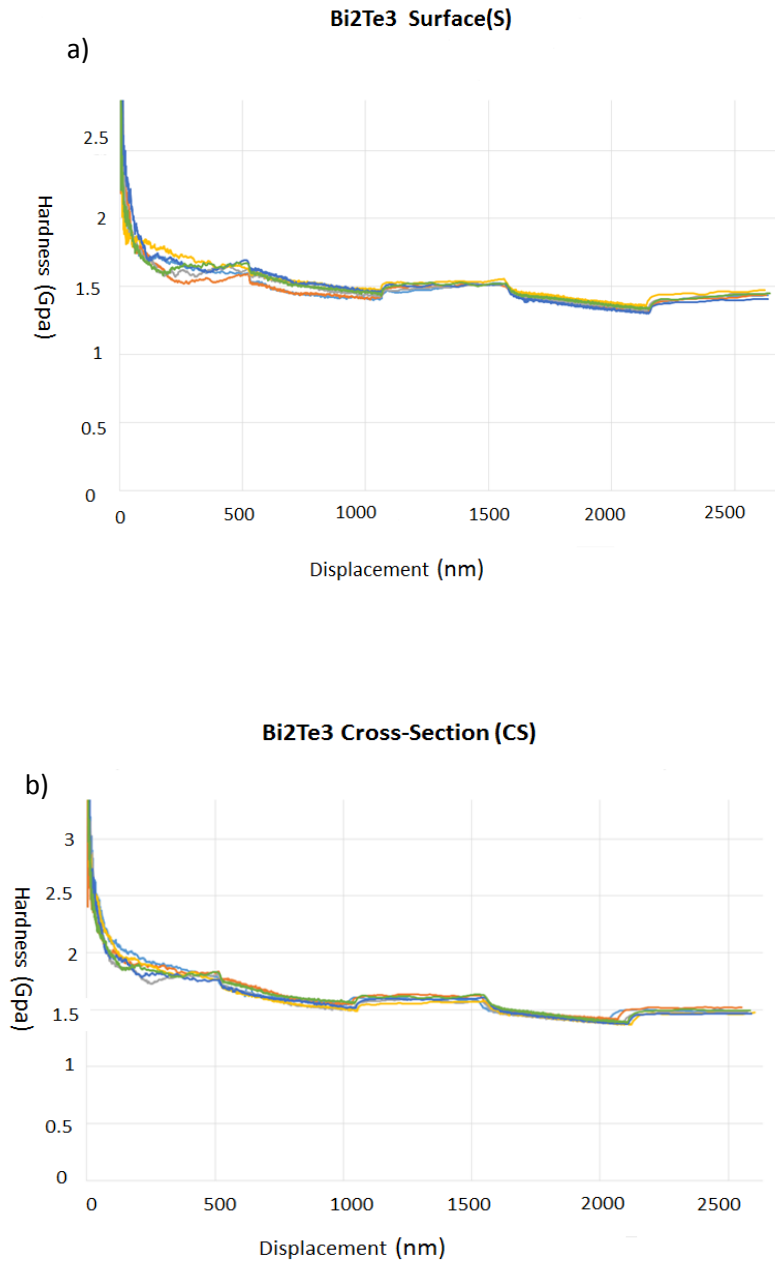 Bi2Te3 Surface(S)
a)
2.5
2
1.5
1
0.5
0
Hardness (Gpa)
0 500 1000 1500 2000 2500
Displacement (nm)
Bi2Te3 Cross-Section (CS)
b)
3
2.5
2
1.5
1
0.5
0
Hardness (Gpa)
0 500 1000 1500 2000 2500
Displacement (nm)